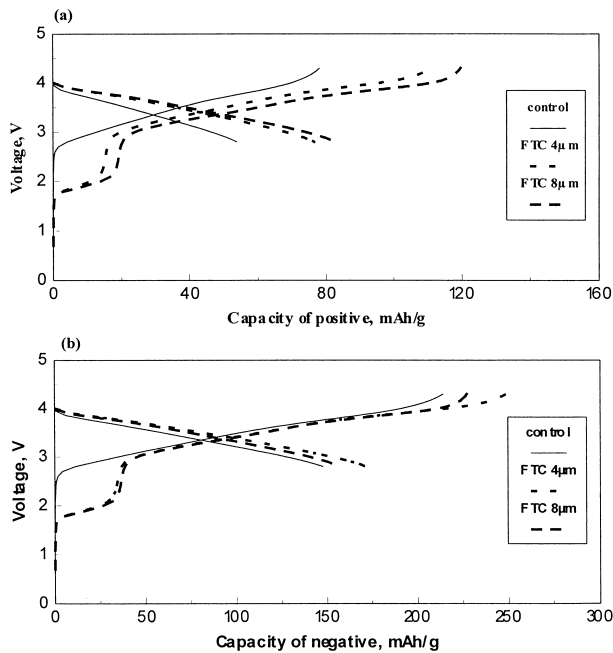 (a)
5
4
3
2
1
0
Voltage, V
control
FTC 4μm
FTC 8μm
0 40 80 120 160
Capacity of positive, mAh/g
(b)
5
4
3
2
1
0
Voltage, V
control
FTC 4μm
FTC 8μm
0 50 100 150 200 250 300
Capacity of negative, mAh/g